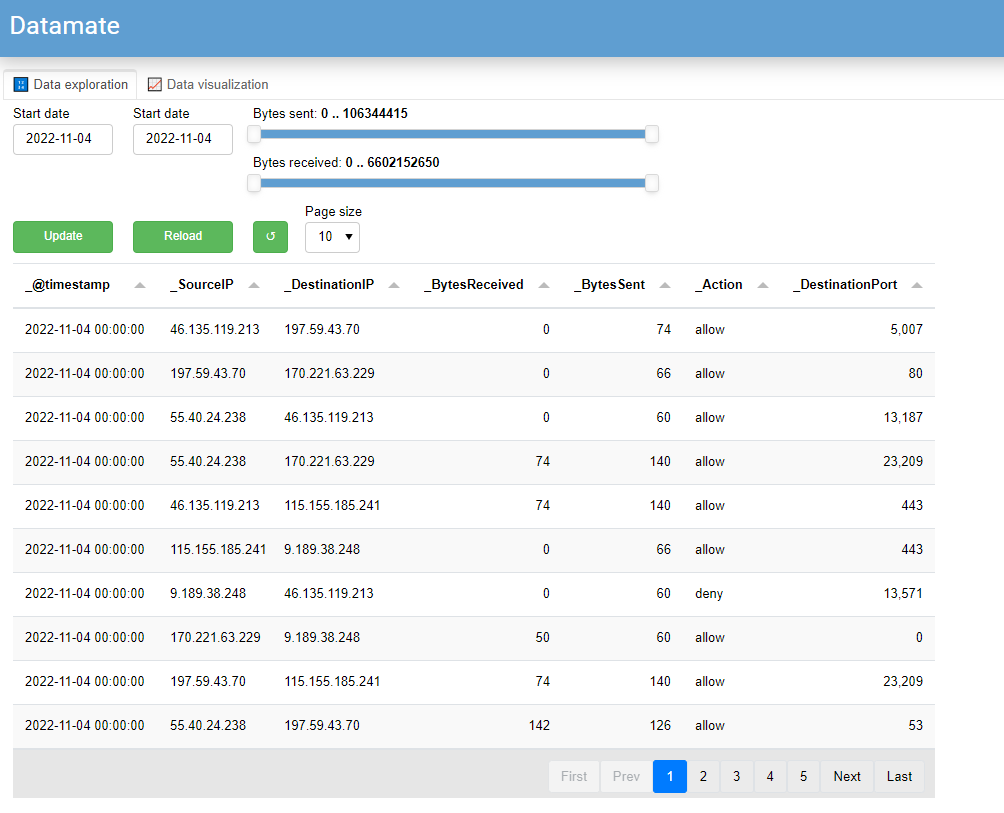 Datamate
Data exploration Data visualization
Start date Start date Bytes sent: 0 .. 106344415
2022-11-04 2022-11-04
Bytes received: 0 .. 6602152650
Page size
Update Reload ↺ 10 ▼
_@timestamp _SourceIP _DestinationIP _BytesReceived _BytesSent _Action _DestinationPort
2022-11-04 00:00:00 46.135.119.213 197.59.43.70 0 74 allow 5,007
2022-11-04 00:00:00 197.59.43.70 170.221.63.229 0 66 allow 80
2022-11-04 00:00:00 55.40.24.238 46.135.119.213 0 60 allow 13,187
2022-11-04 00:00:00 55.40.24.238 170.221.63.229 74 140 allow 23,209
2022-11-04 00:00:00 46.135.119.213 115.155.185.241 74 140 allow 443
2022-11-04 00:00:00 115.155.185.241 9.189.38.248 0 66 allow 443
2022-11-04 00:00:00 9.189.38.248 46.135.119.213 0 60 deny 13,571
2022-11-04 00:00:00 170.221.63.229 9.189.38.248 50 60 allow 0
2022-11-04 00:00:00 197.59.43.70 115.155.185.241 74 140 allow 23,209
2022-11-04 00:00:00 55.40.24.238 197.59.43.70 142 126 allow 53
First Prev 1 2 3 4 5 Next Last